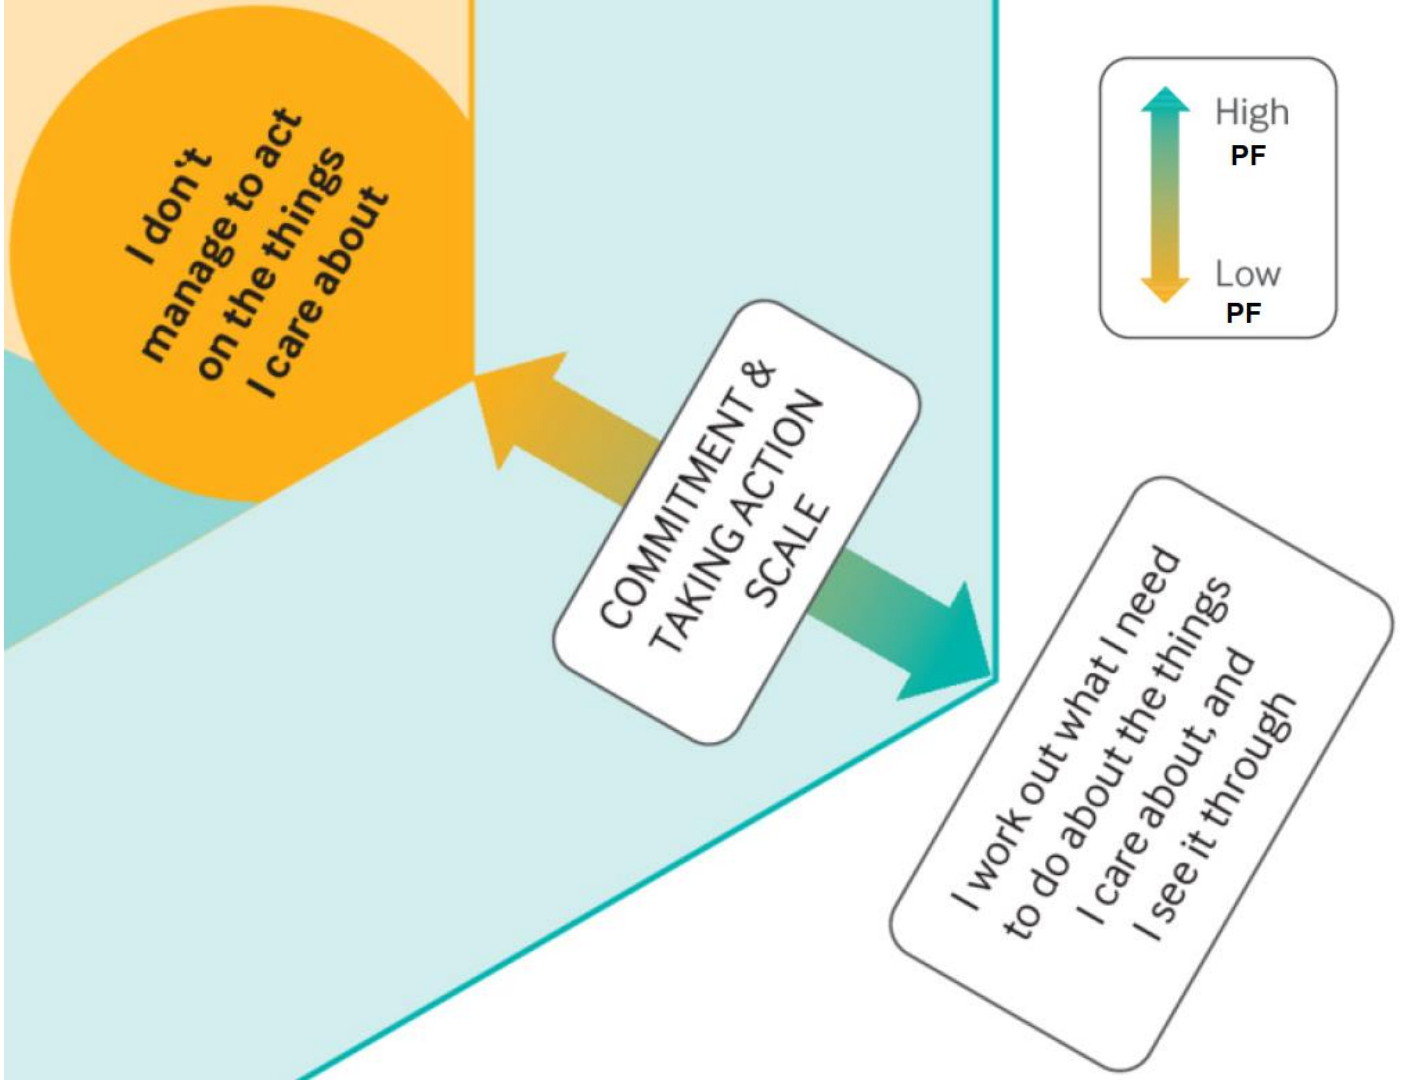 I don't
manage to act
on the things
I care about
COMMITMENT &
TAKING ACTION
SCALE
High
PF
Low
PF
I work out what I need
to do about the things
I care about, and
I see it through